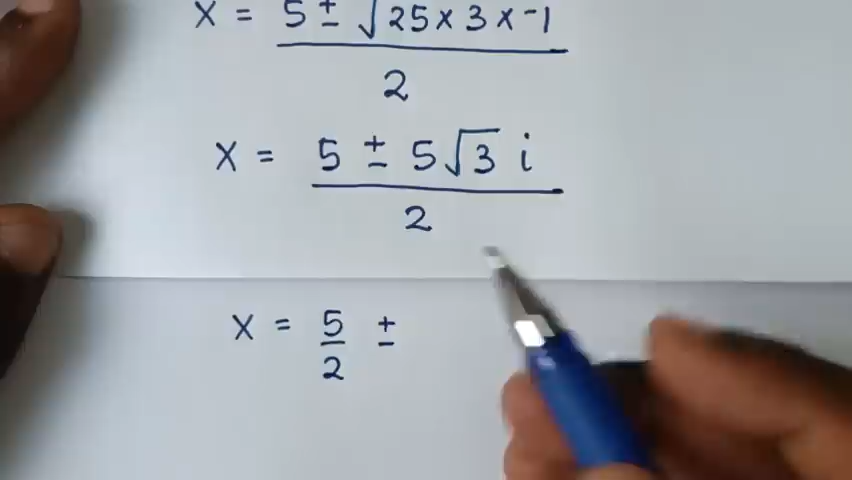 X = 5 ± √25 x 3 x -1
2
X = 5 ± 5√3 i
2
X = 5/2 ±